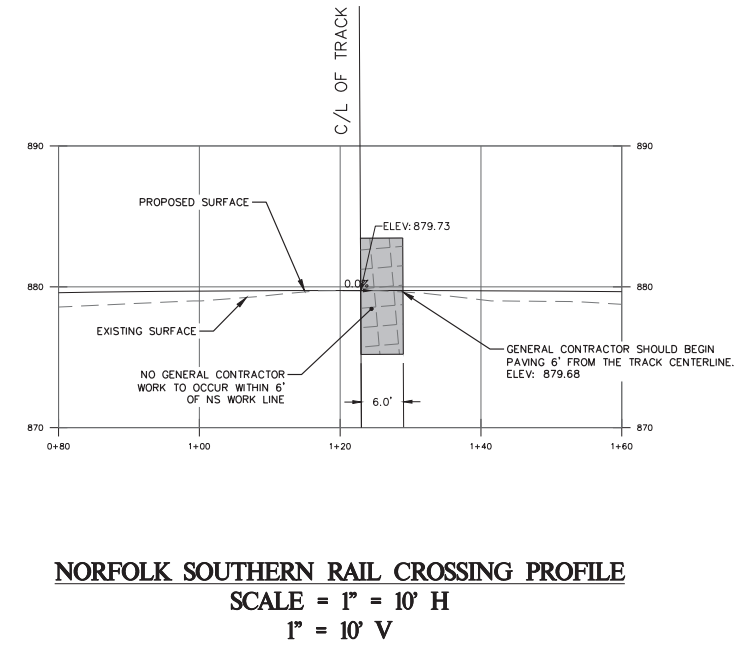 C/L OF TRACK
890
890
PROPOSED SURFACE
ELEV: 879.73
0.0%
880
880
EXISTING SURFACE
GENERAL CONTRACTOR SHOULD BEGIN
PAVING 6' FROM THE TRACK CENTERLINE.
ELEV: 879.68
NO GENERAL CONTRACTOR
WORK TO OCCUR WITHIN 6'
OF NS WORK LINE
6.0'
870
870
0+80
1+00
1+20
1+40
1+60
NORFOLK SOUTHERN RAIL CROSSING PROFILE
SCALE = 1" = 10' H
1" = 10' V